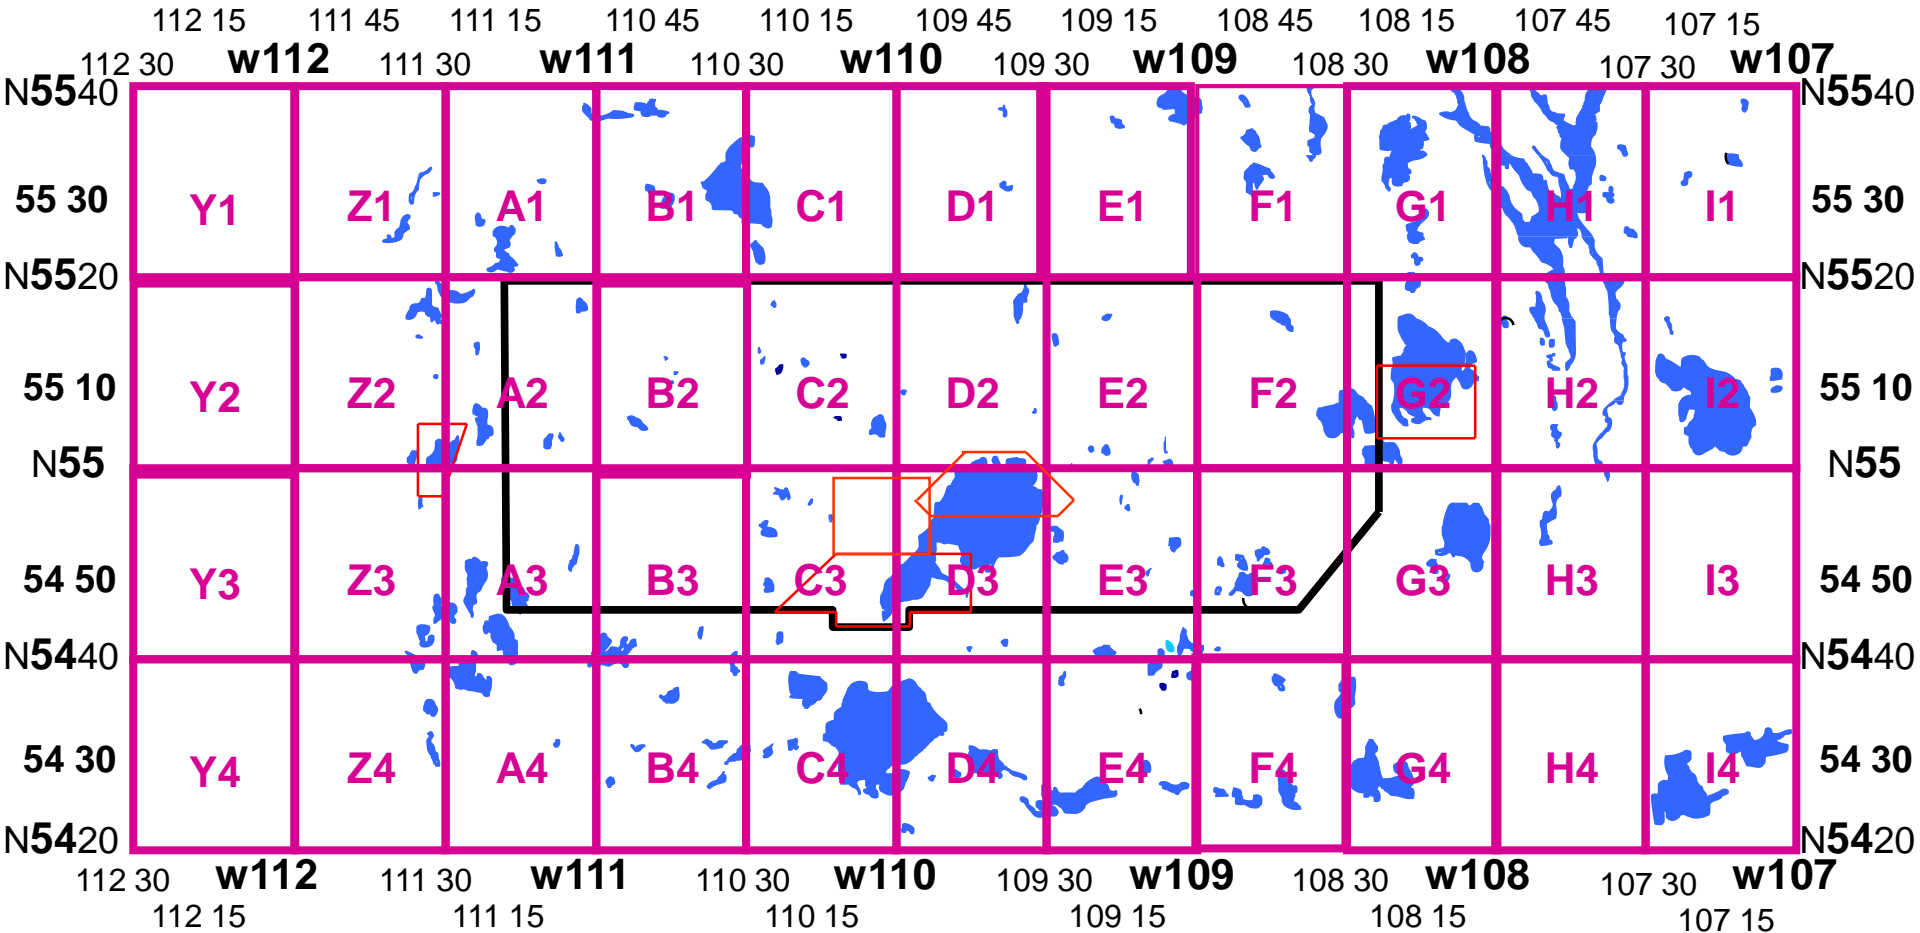 112 15 111 45 111 15 110 45 110 15 109 45 109 15 108 45 108 15 107 45 107 15
112 30 w112 111 30 w111 110 30 w110 109 30 w109 108 30 w108 107 30 w107
N5540 N5540
55 30 Y1 Z1 A1 B1 C1 D1 E1 F1 G1 H1 I1 55 30
N5520 N5520
55 10 Y2 Z2 A2 B2 C2 D2 E2 F2 G2 H2 I2 55 10
N55 N55
54 50 Y3 Z3 A3 B3 C3 D3 E3 F3 G3 H3 I3 54 50
N5440 N5440
54 30 Y4 Z4 A4 B4 C4 D4 E4 F4 G4 H4 I4 54 30
N5420 N5420
112 30 w112 111 30 w111 110 30 w110 109 30 w109 108 30 w108 107 30 w107
112 15 111 15 110 15 109 15 108 15 107 15